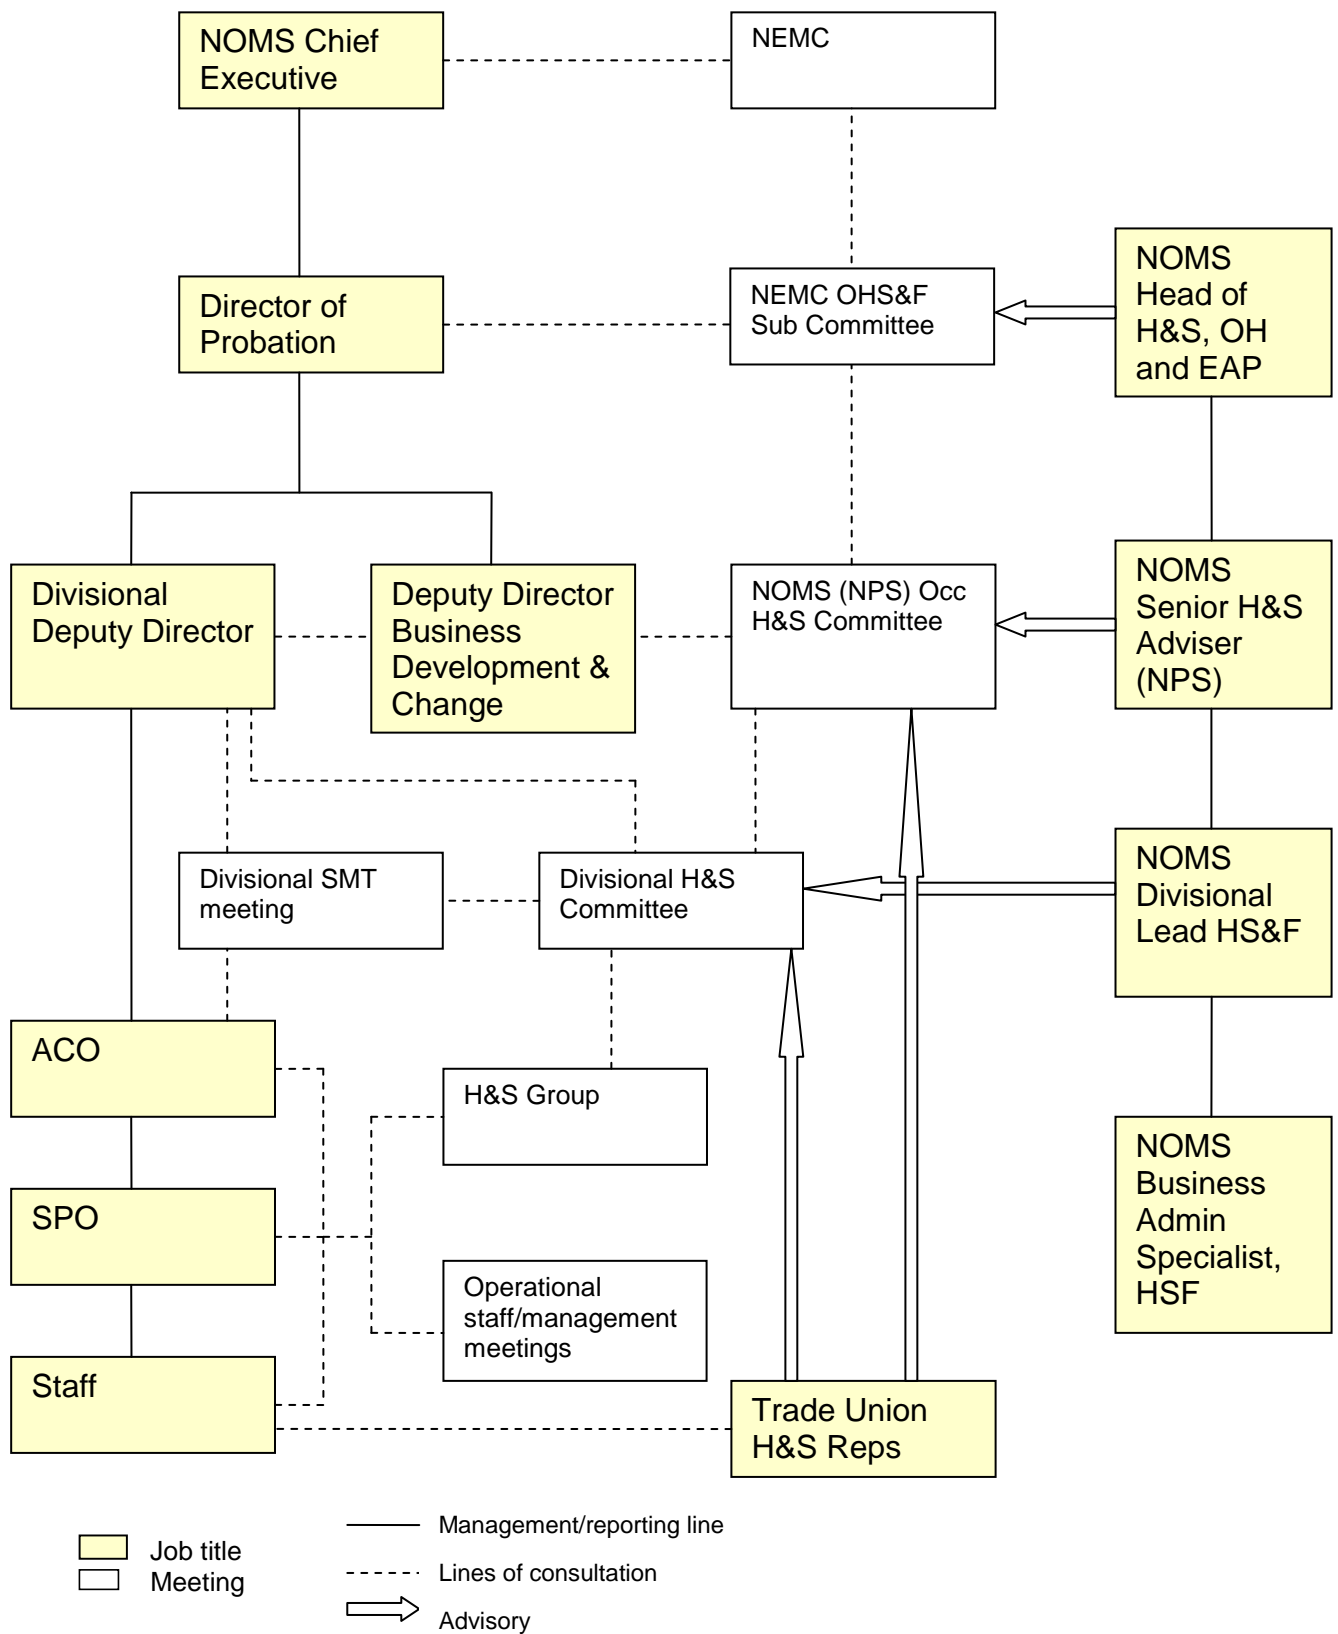 NOMS Chief
Executive
NEMC
NOMS
Head of
H&S, OH
and EAP
Director of
Probation
NEMC OHS&F
Sub Committee
Divisional
Deputy Director
Deputy Director
Business
Development &
Change
NOMS (NPS) Occ
H&S Committee
NOMS
Senior H&S
Adviser
(NPS)
Divisional SMT
meeting
Divisional H&S
Committee
NOMS
Divisional
Lead HS&F
ACO
H&S Group
NOMS
Business
Admin
Specialist,
HSF
SPO
Operational
staff/management
meetings
Staff
Trade Union
H&S Reps
Job title
Meeting
Management/reporting line
Lines of consultation
Advisory